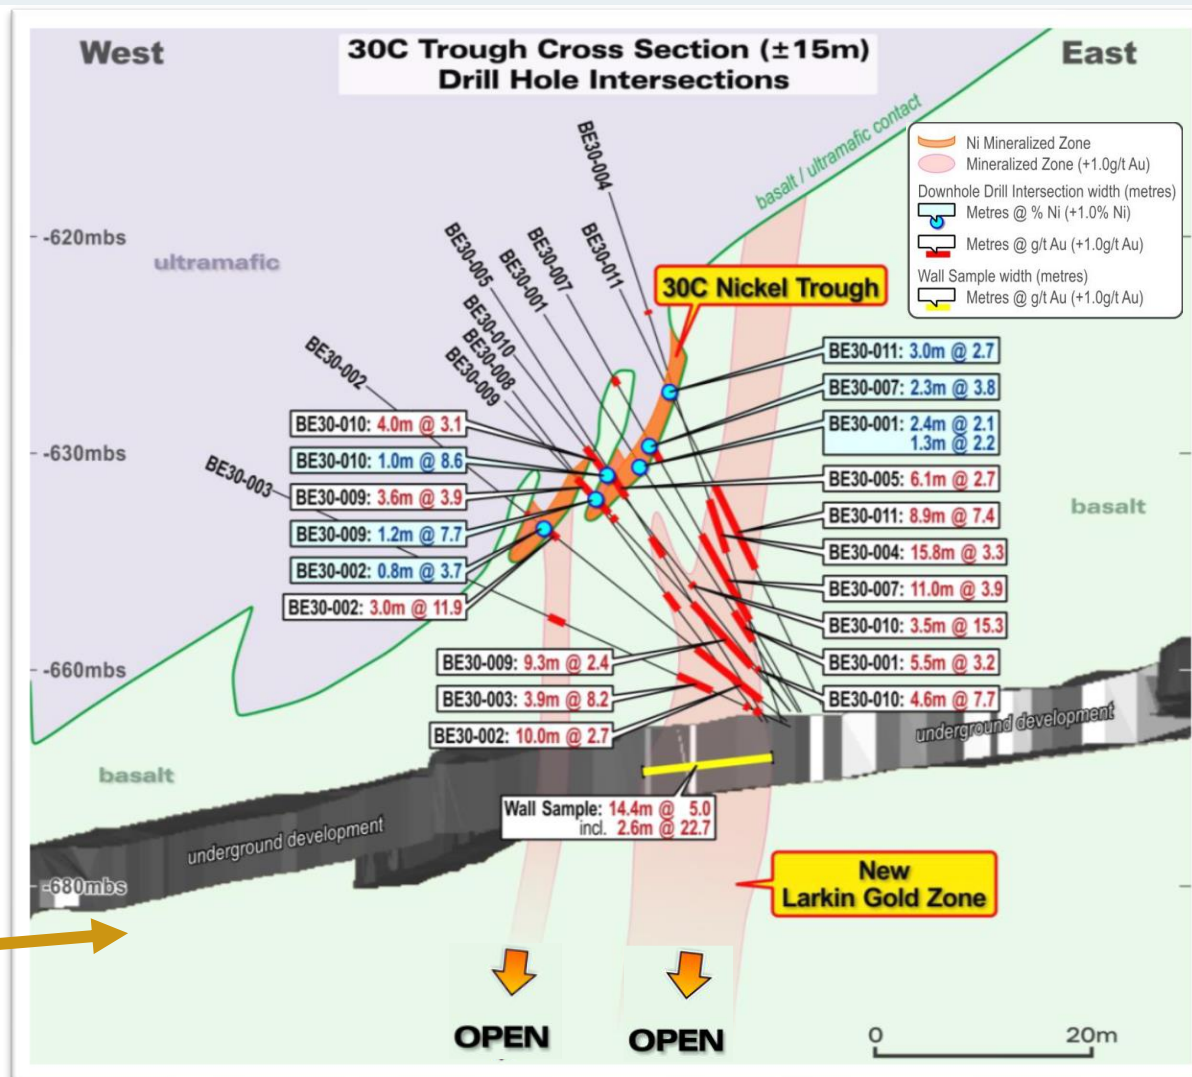 West
30C Trough Cross Section (±15m)
Drill Hole Intersections
East
basalt / ultramafic contact
Ni Mineralized Zone
Mineralized Zone (+1.0g/t Au)
Downhole Drill Intersection width (metres)
Metres @ % Ni (+1.0% Ni)
Metres @ g/t Au (+1.0g/t Au)
Wall Sample width (metres)
Metres @ g/t Au (+1.0g/t Au)
BE30-004
BE30-011
BE30-007
BE30-001
BE30-005
BE30-010
BE30-008
BE30-009
BE30-002
BE30-003
-620mbs
ultramafic
30C Nickel Trough
BE30-010: 4.0m @ 3.1
-630mbs
BE30-010: 1.0m @ 8.6
BE30-009: 3.6m @ 3.9
BE30-009: 1.2m @ 7.7
BE30-002: 0.8m @ 3.7
BE30-002: 3.0m @ 11.9
BE30-011: 3.0m @ 2.7
BE30-007: 2.3m @ 3.8
BE30-001: 2.4m @ 2.1
1.3m @ 2.2
BE30-005: 6.1m @ 2.7
BE30-011: 8.9m @ 7.4
basalt
BE30-004: 15.8m @ 3.3
BE30-007: 11.0m @ 3.9
BE30-010: 3.5m @ 15.3
BE30-001: 5.5m @ 3.2
BE30-010: 4.6m @ 7.7
-660mbs
BE30-009: 9.3m @ 2.4
BE30-003: 3.9m @ 8.2
BE30-002: 10.0m @ 2.7
underground development
basalt
Wall Sample: 14.4m @ 5.0
incl. 2.6m @ 22.7
underground development
-680mbs
New
Larkin Gold Zone
OPEN
OPEN
0 20m